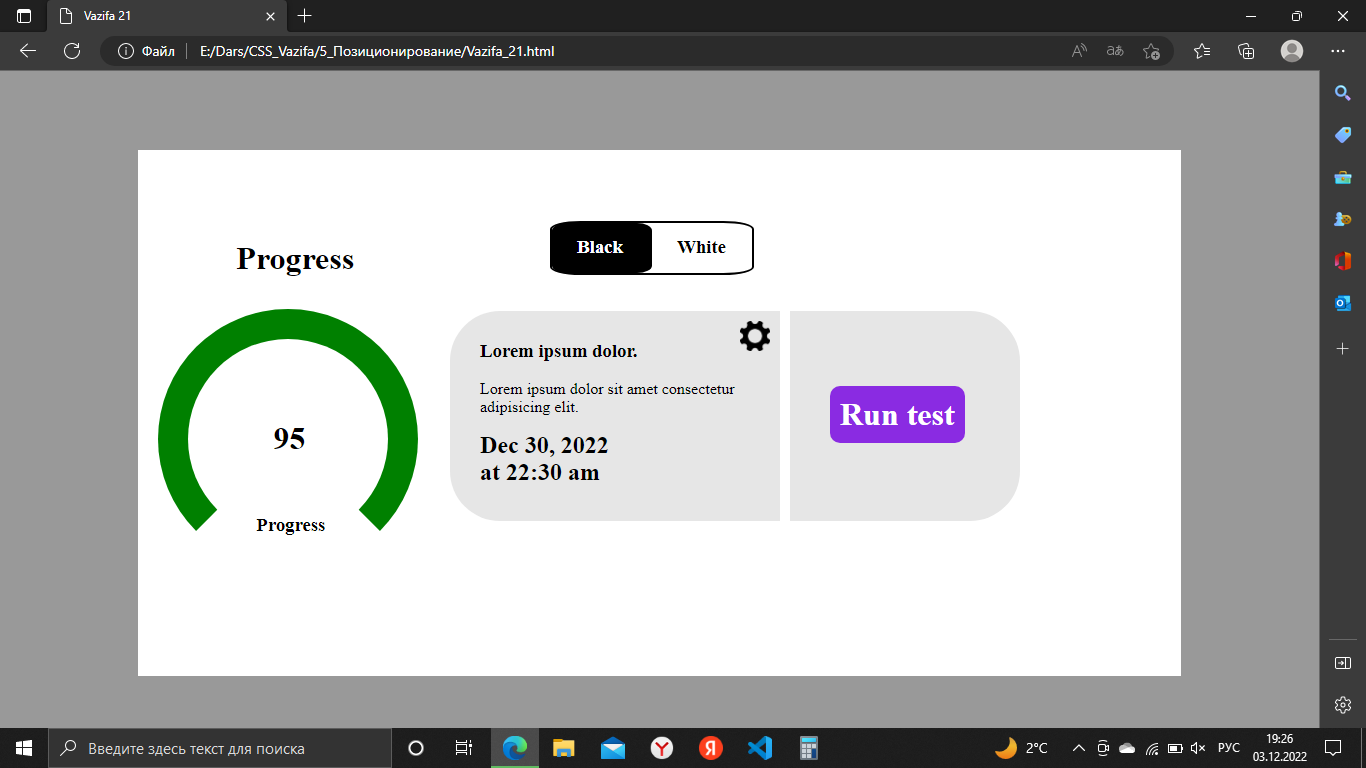 Vazifa 21
Файл
E:/Dars/CSS_Vazifa/5_Позиционирование/Vazifa_21.html
Progress
Black
White
95
Progress
Lorem ipsum dolor.
Lorem ipsum dolor sit amet consectetur
adipisicing elit.
Dec 30, 2022
at 22:30 am
Run test
Введите здесь текст для поиска
2°C
РУС
19:26
03.12.2022